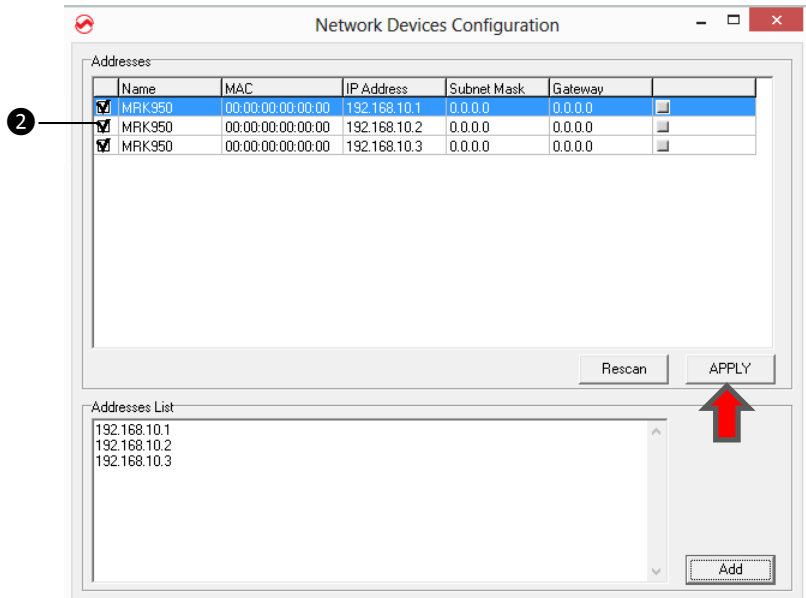 Network Devices Configuration
Addresses
Name MAC IP Address Subnet Mask Gateway
MRK950 00:00:00:00:00:00 192.168.10.1 0.0.0.0 0.0.0.0
2 MRK950 00:00:00:00:00:00 192.168.10.2 0.0.0.0 0.0.0.0
MRK950 00:00:00:00:00:00 192.168.10.3 0.0.0.0 0.0.0.0
Rescan APPLY
Addresses List
192.168.10.1
192.168.10.2
192.168.10.3
Add